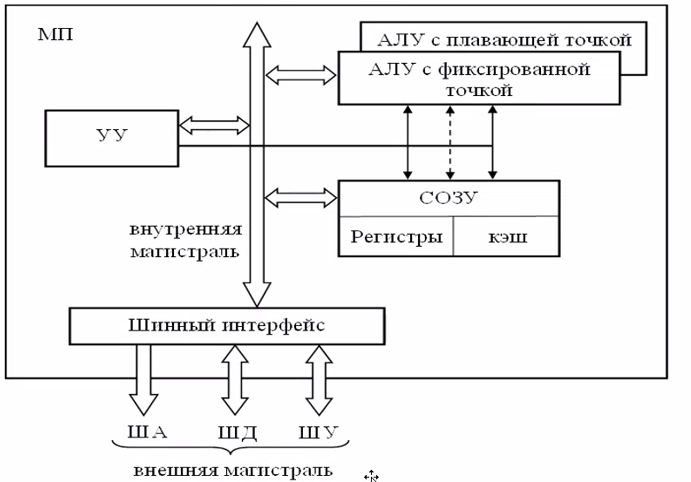 МП
АЛУ с плавающей точкой
АЛУ с фиксированной
точкой
УУ
СОЗУ
Регистры
кэш
внутренняя
магистраль
Шинный интерфейс
ША
ШД
ШУ
внешняя магистраль